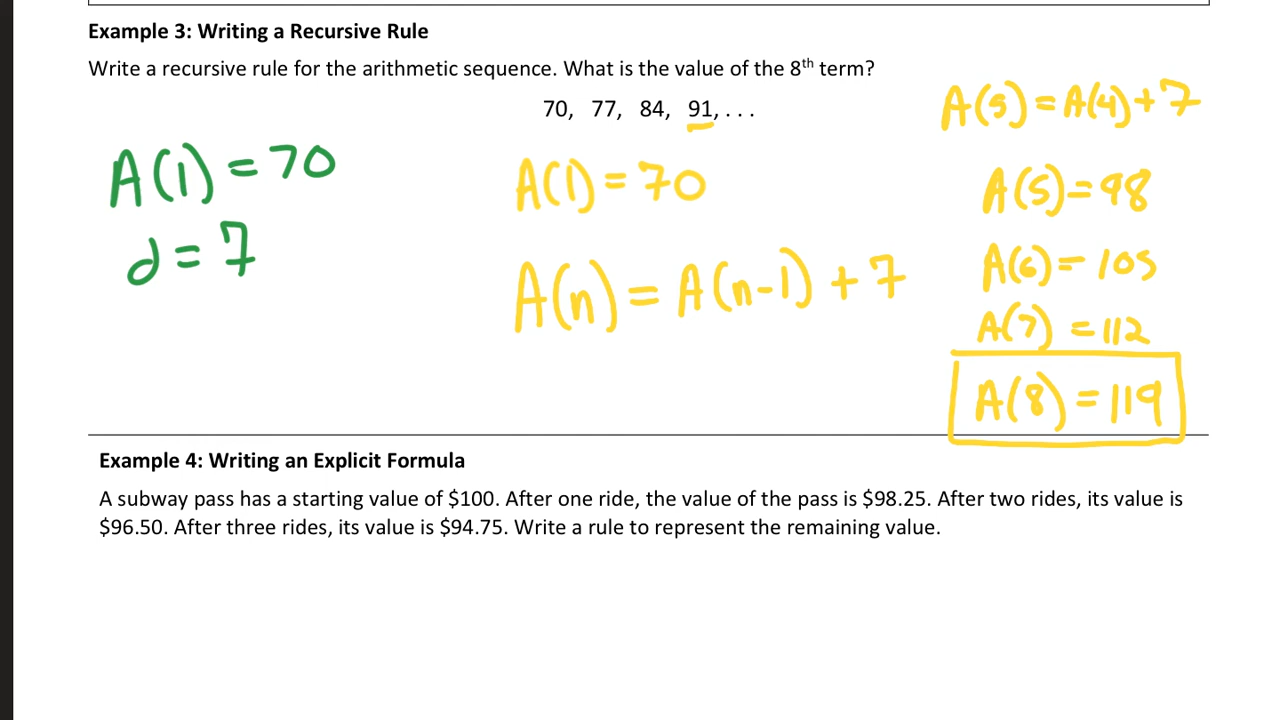 Example 3: Writing a Recursive Rule
Write a recursive rule for the arithmetic sequence. What is the value of the 8th term?
70, 77, 84, 91, . . .
A(1) = 70
d = 7
A(1) = 70
A(n) = A(n-1) + 7
A(5) = A(4) + 7
A(5) = 98
A(6) = 105
A(7) = 112
A(8) = 119
Example 4: Writing an Explicit Formula
A subway pass has a starting value of $100. After one ride, the value of the pass is $98.25. After two rides, its value is
$96.50. After three rides, its value is $94.75. Write a rule to represent the remaining value.